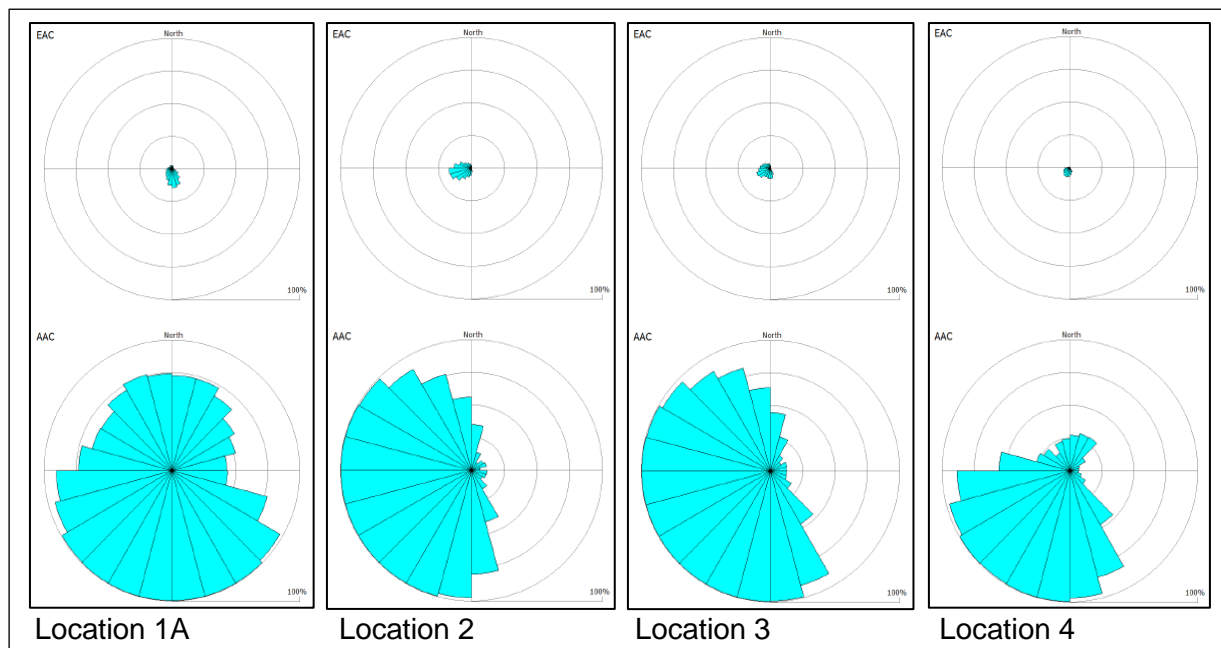 EAC North EAC North EAC North EAC North
100% 100% 100% 100%
AAC North AAC North AAC North AAC North
100% 100% 100% 100%
Location 1A Location 2 Location 3 Location 4